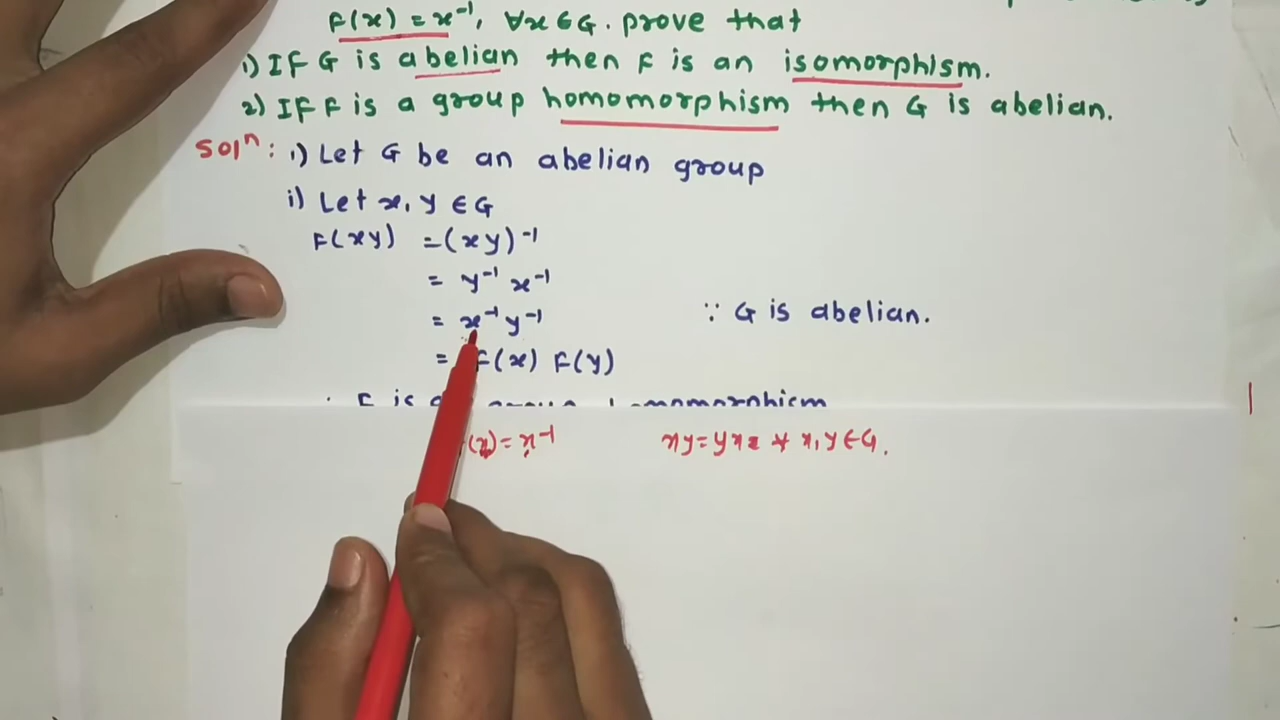 F(x) = x⁻¹, ∀x∈G. prove that
1) IF G is abelian then F is an isomorphism.
2) IF F is a group homomorphism then G is abelian.
Solⁿ: 1) Let G be an abelian group
i) Let x, y ∈ G
F(xy) = (xy)⁻¹
= y⁻¹ x⁻¹
= x⁻¹ y⁻¹ ∵ G is abelian.
= F(x) F(y)
F is homomorphism
(x) = x⁻¹ xy = yx ∀ x, y ∈ G.